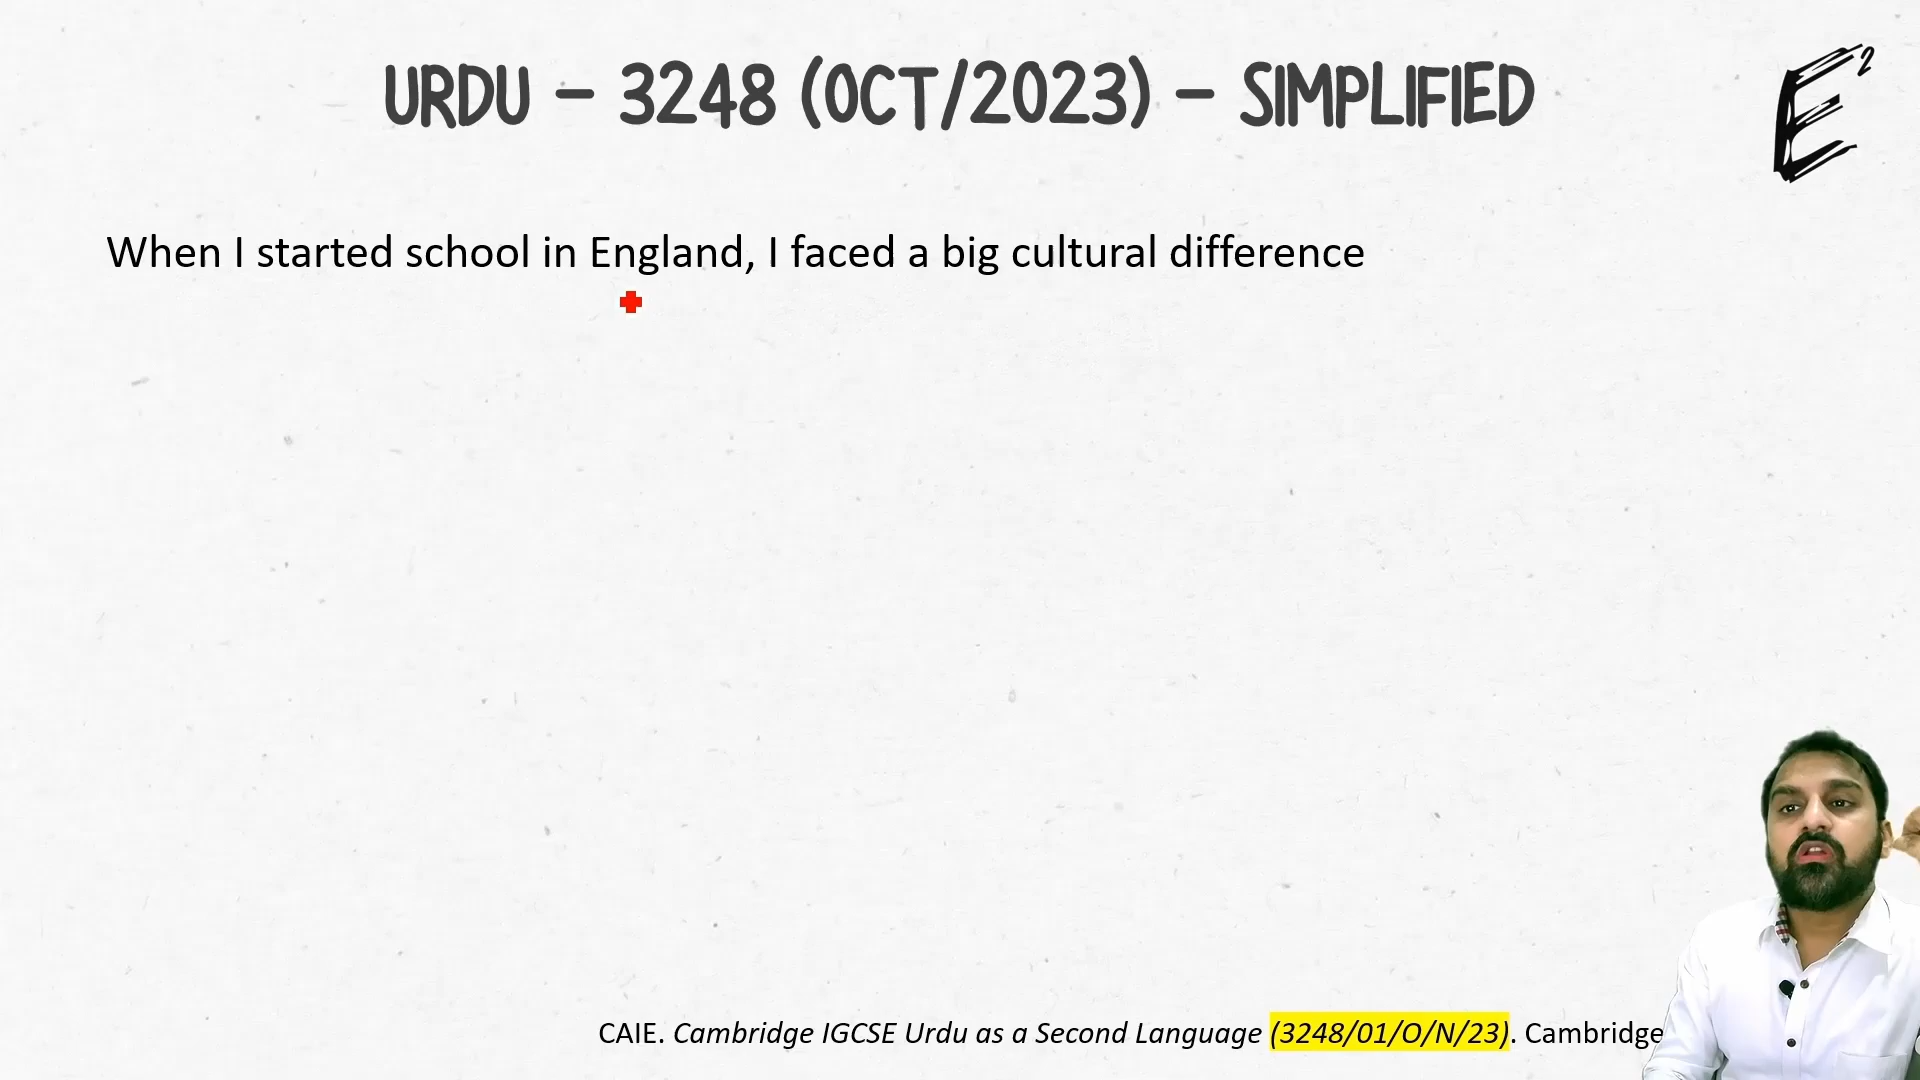 URDU – 3248 (OCT/2023) – SIMPLIFIED
E²
When I started school in England, I faced a big cultural difference
CAIE. Cambridge IGCSE Urdu as a Second Language (3248/01/O/N/23). Cambridge